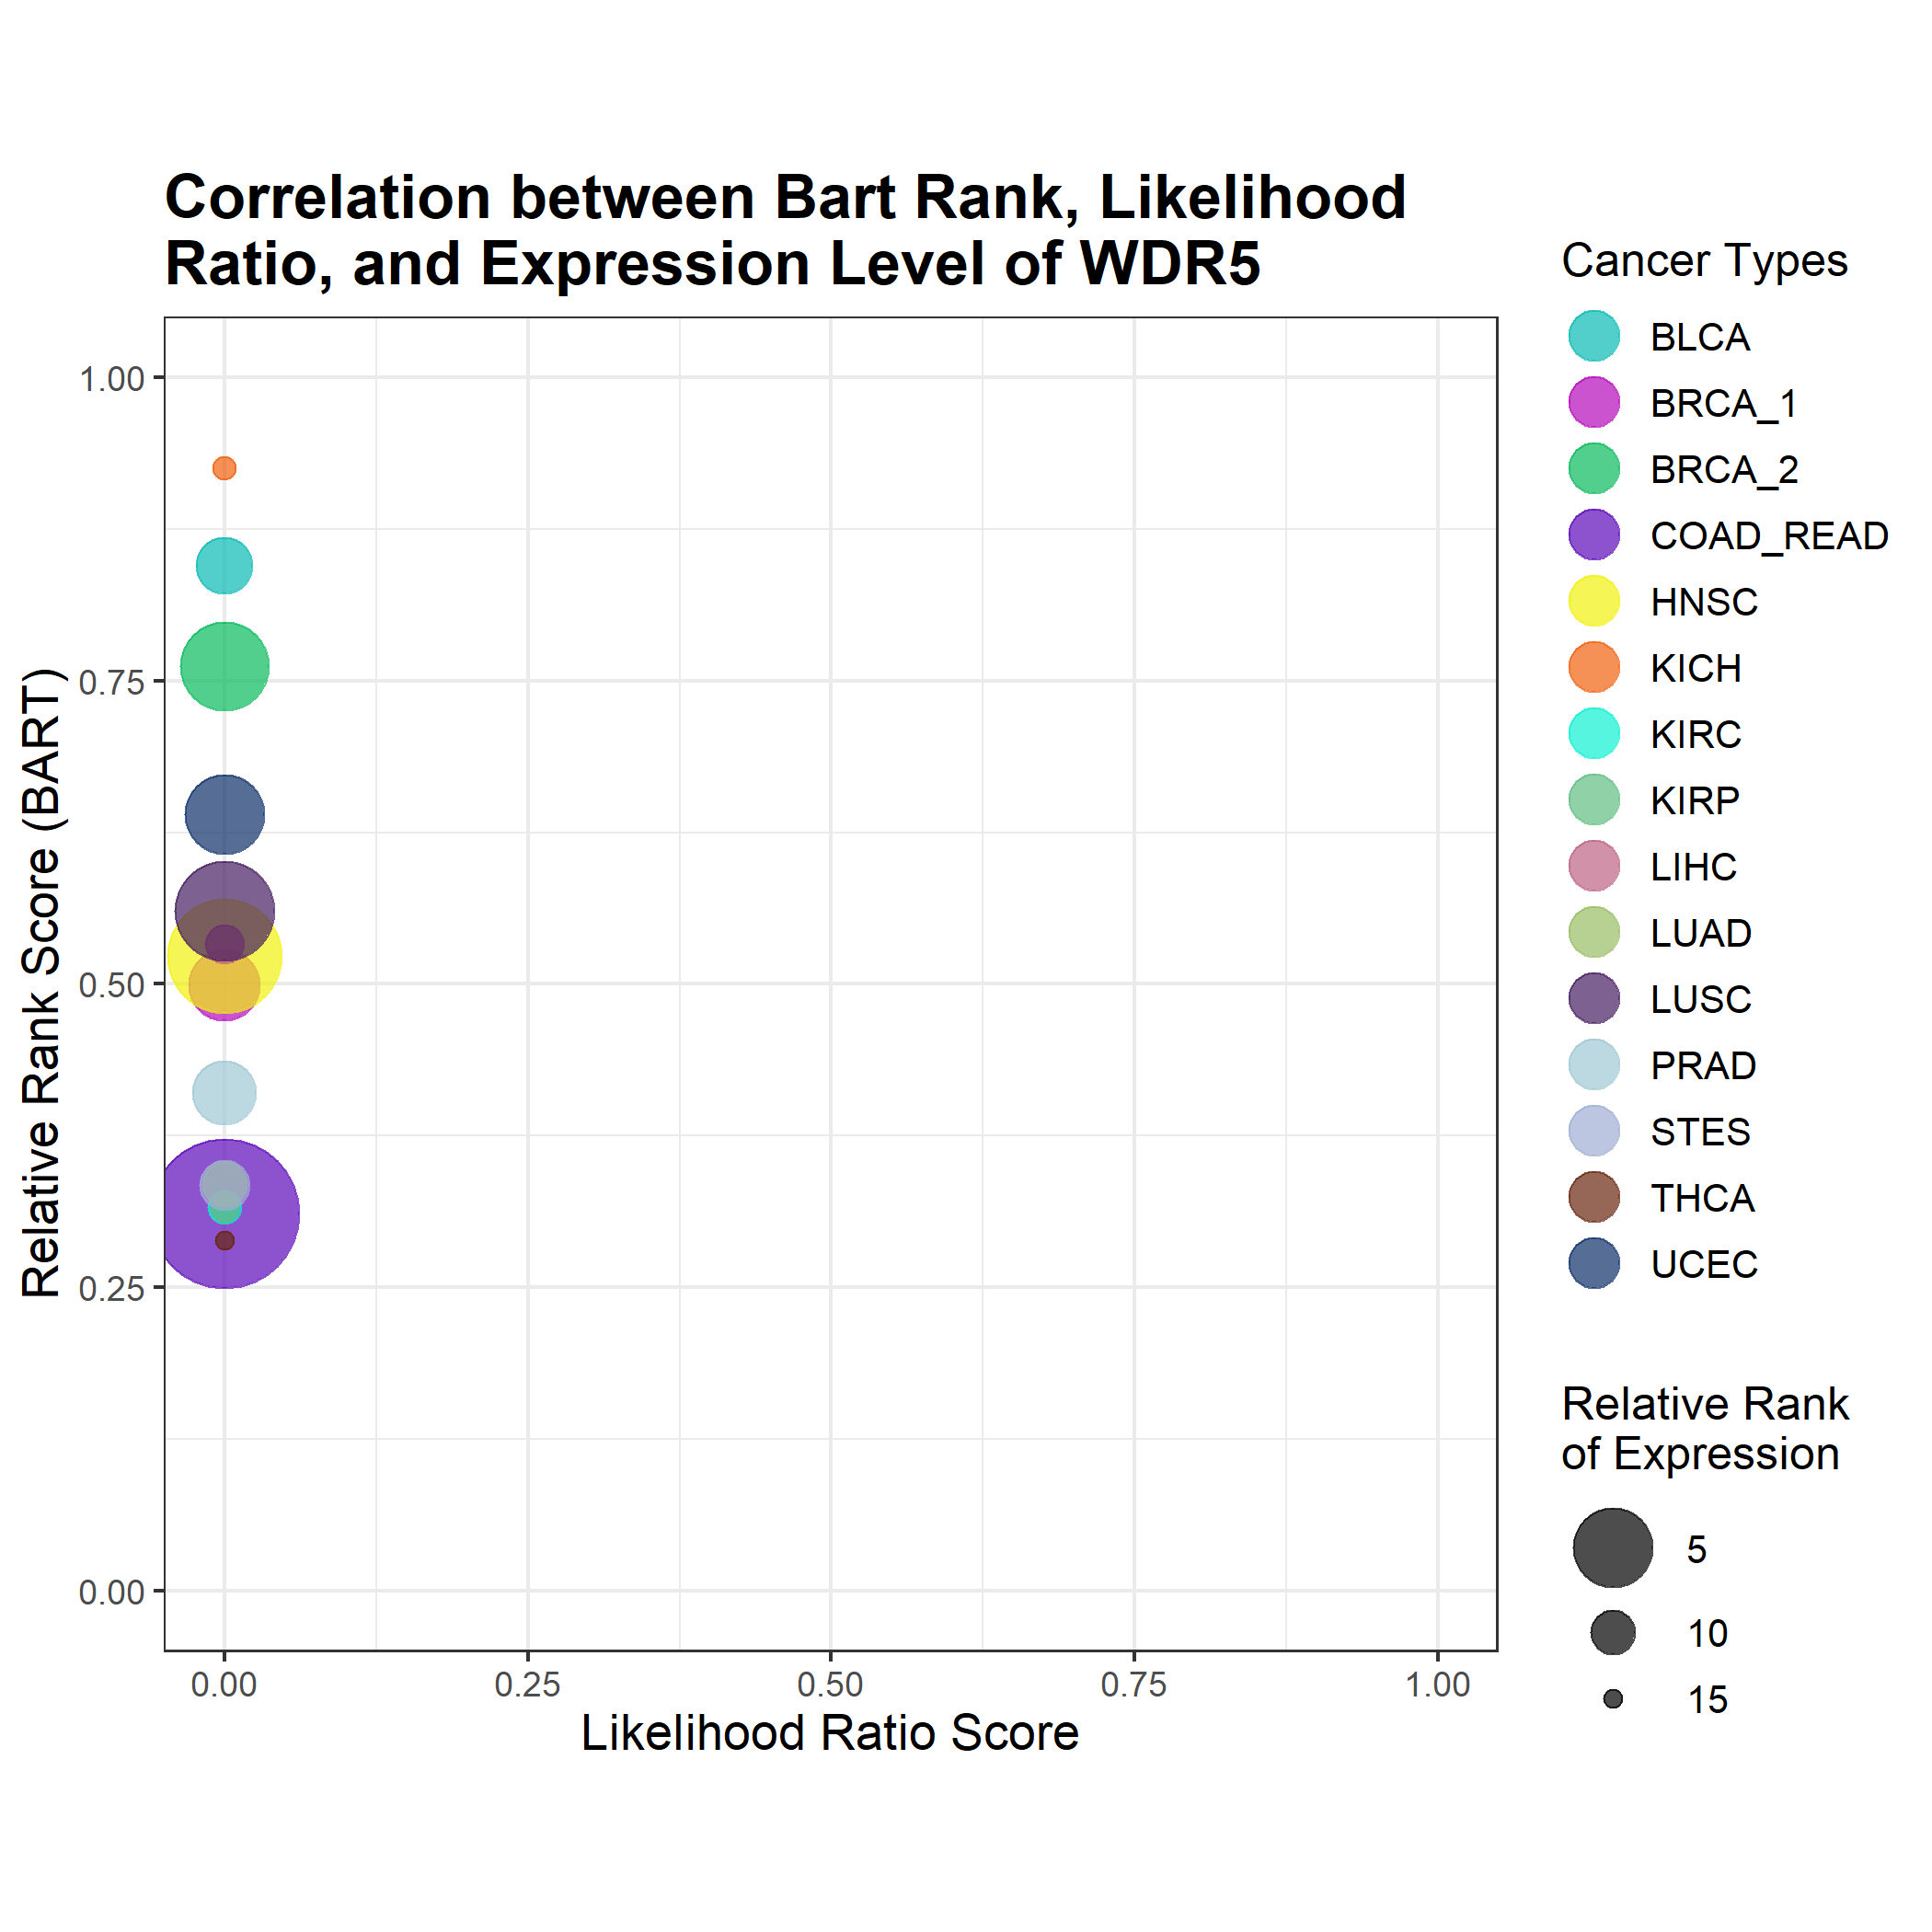 Correlation between Bart Rank, Likelihood
Ratio, and Expression Level of WDR5
Relative Rank Score (BART)
1.00
0.75
0.50
0.25
0.00
0.00
0.25
0.50
0.75
1.00
Likelihood Ratio Score
Cancer Types
BLCA
BRCA_1
BRCA_2
COAD_READ
HNSC
KICH
KIRC
KIRP
LIHC
LUAD
LUSC
PRAD
STES
THCA
UCEC
Relative Rank
of Expression
5
10
15